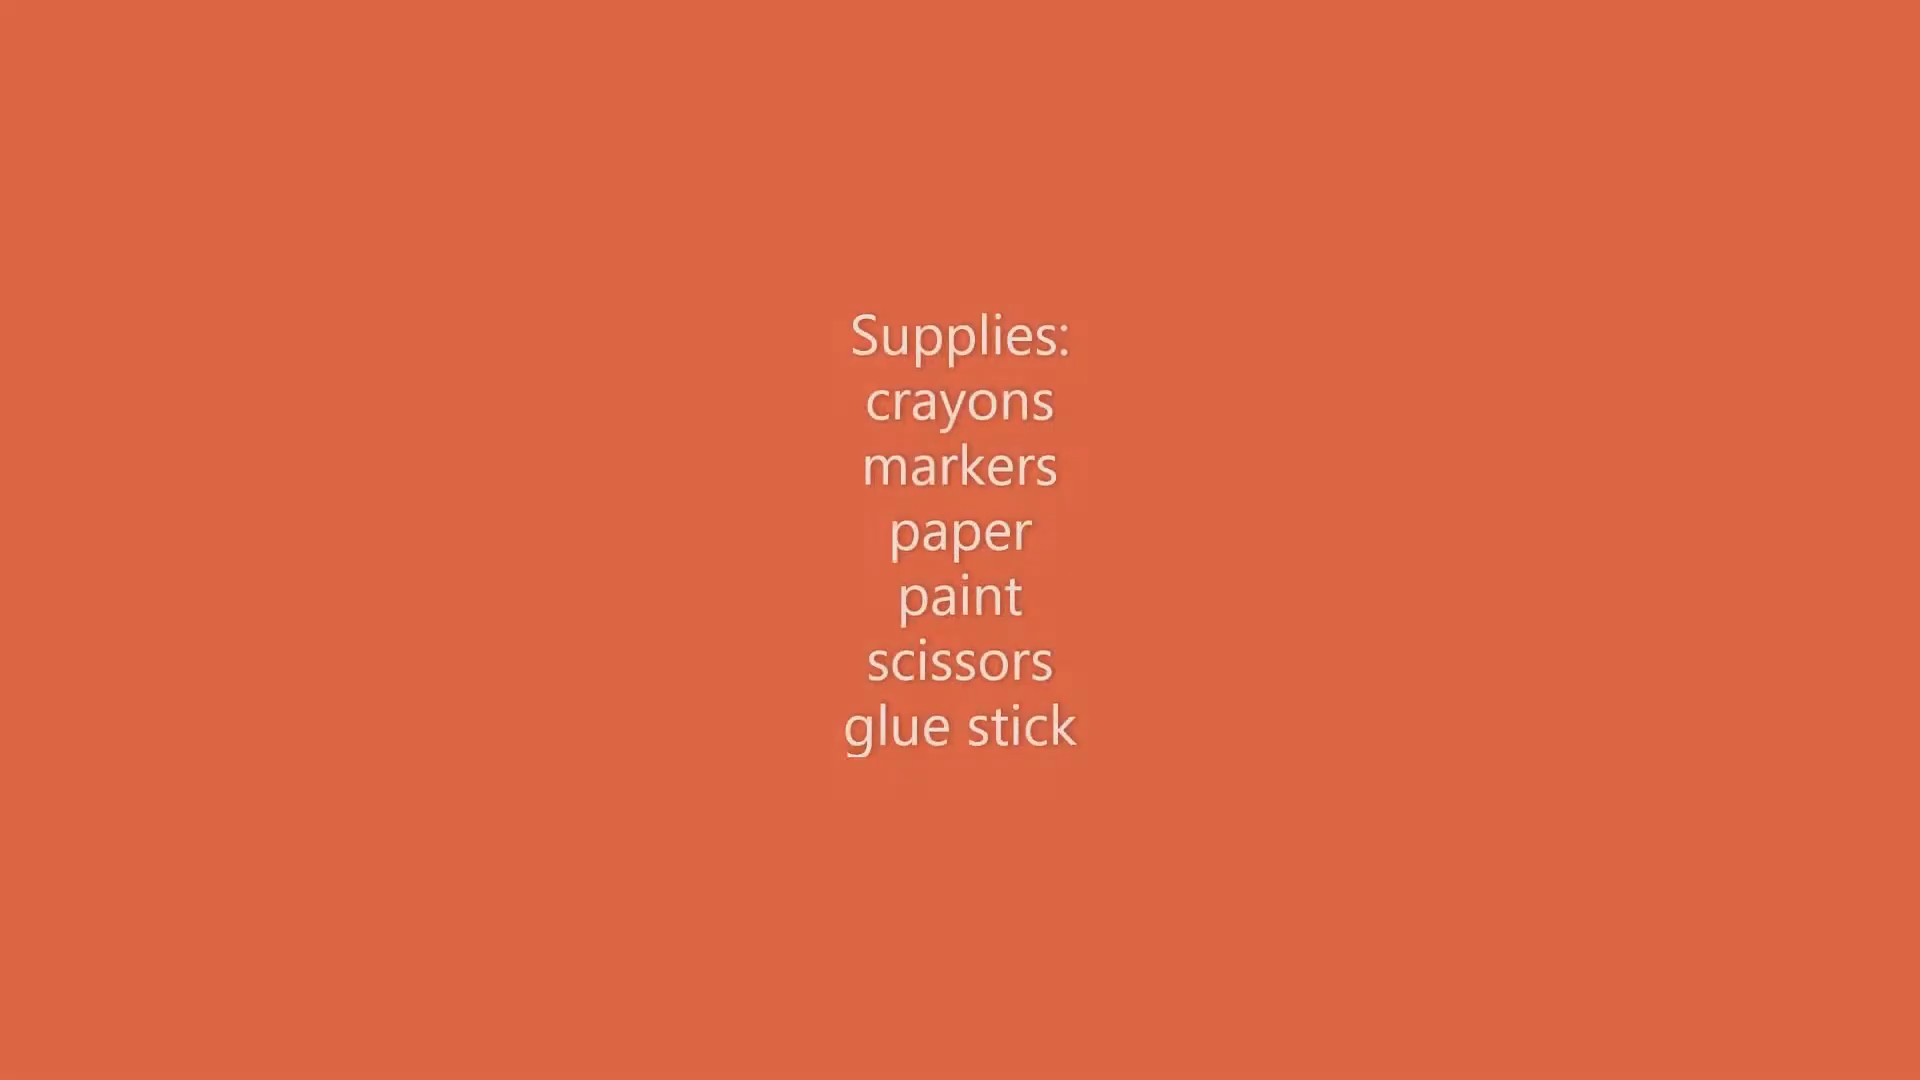 Supplies:
crayons
markers
paper
paint
scissors
glue stick